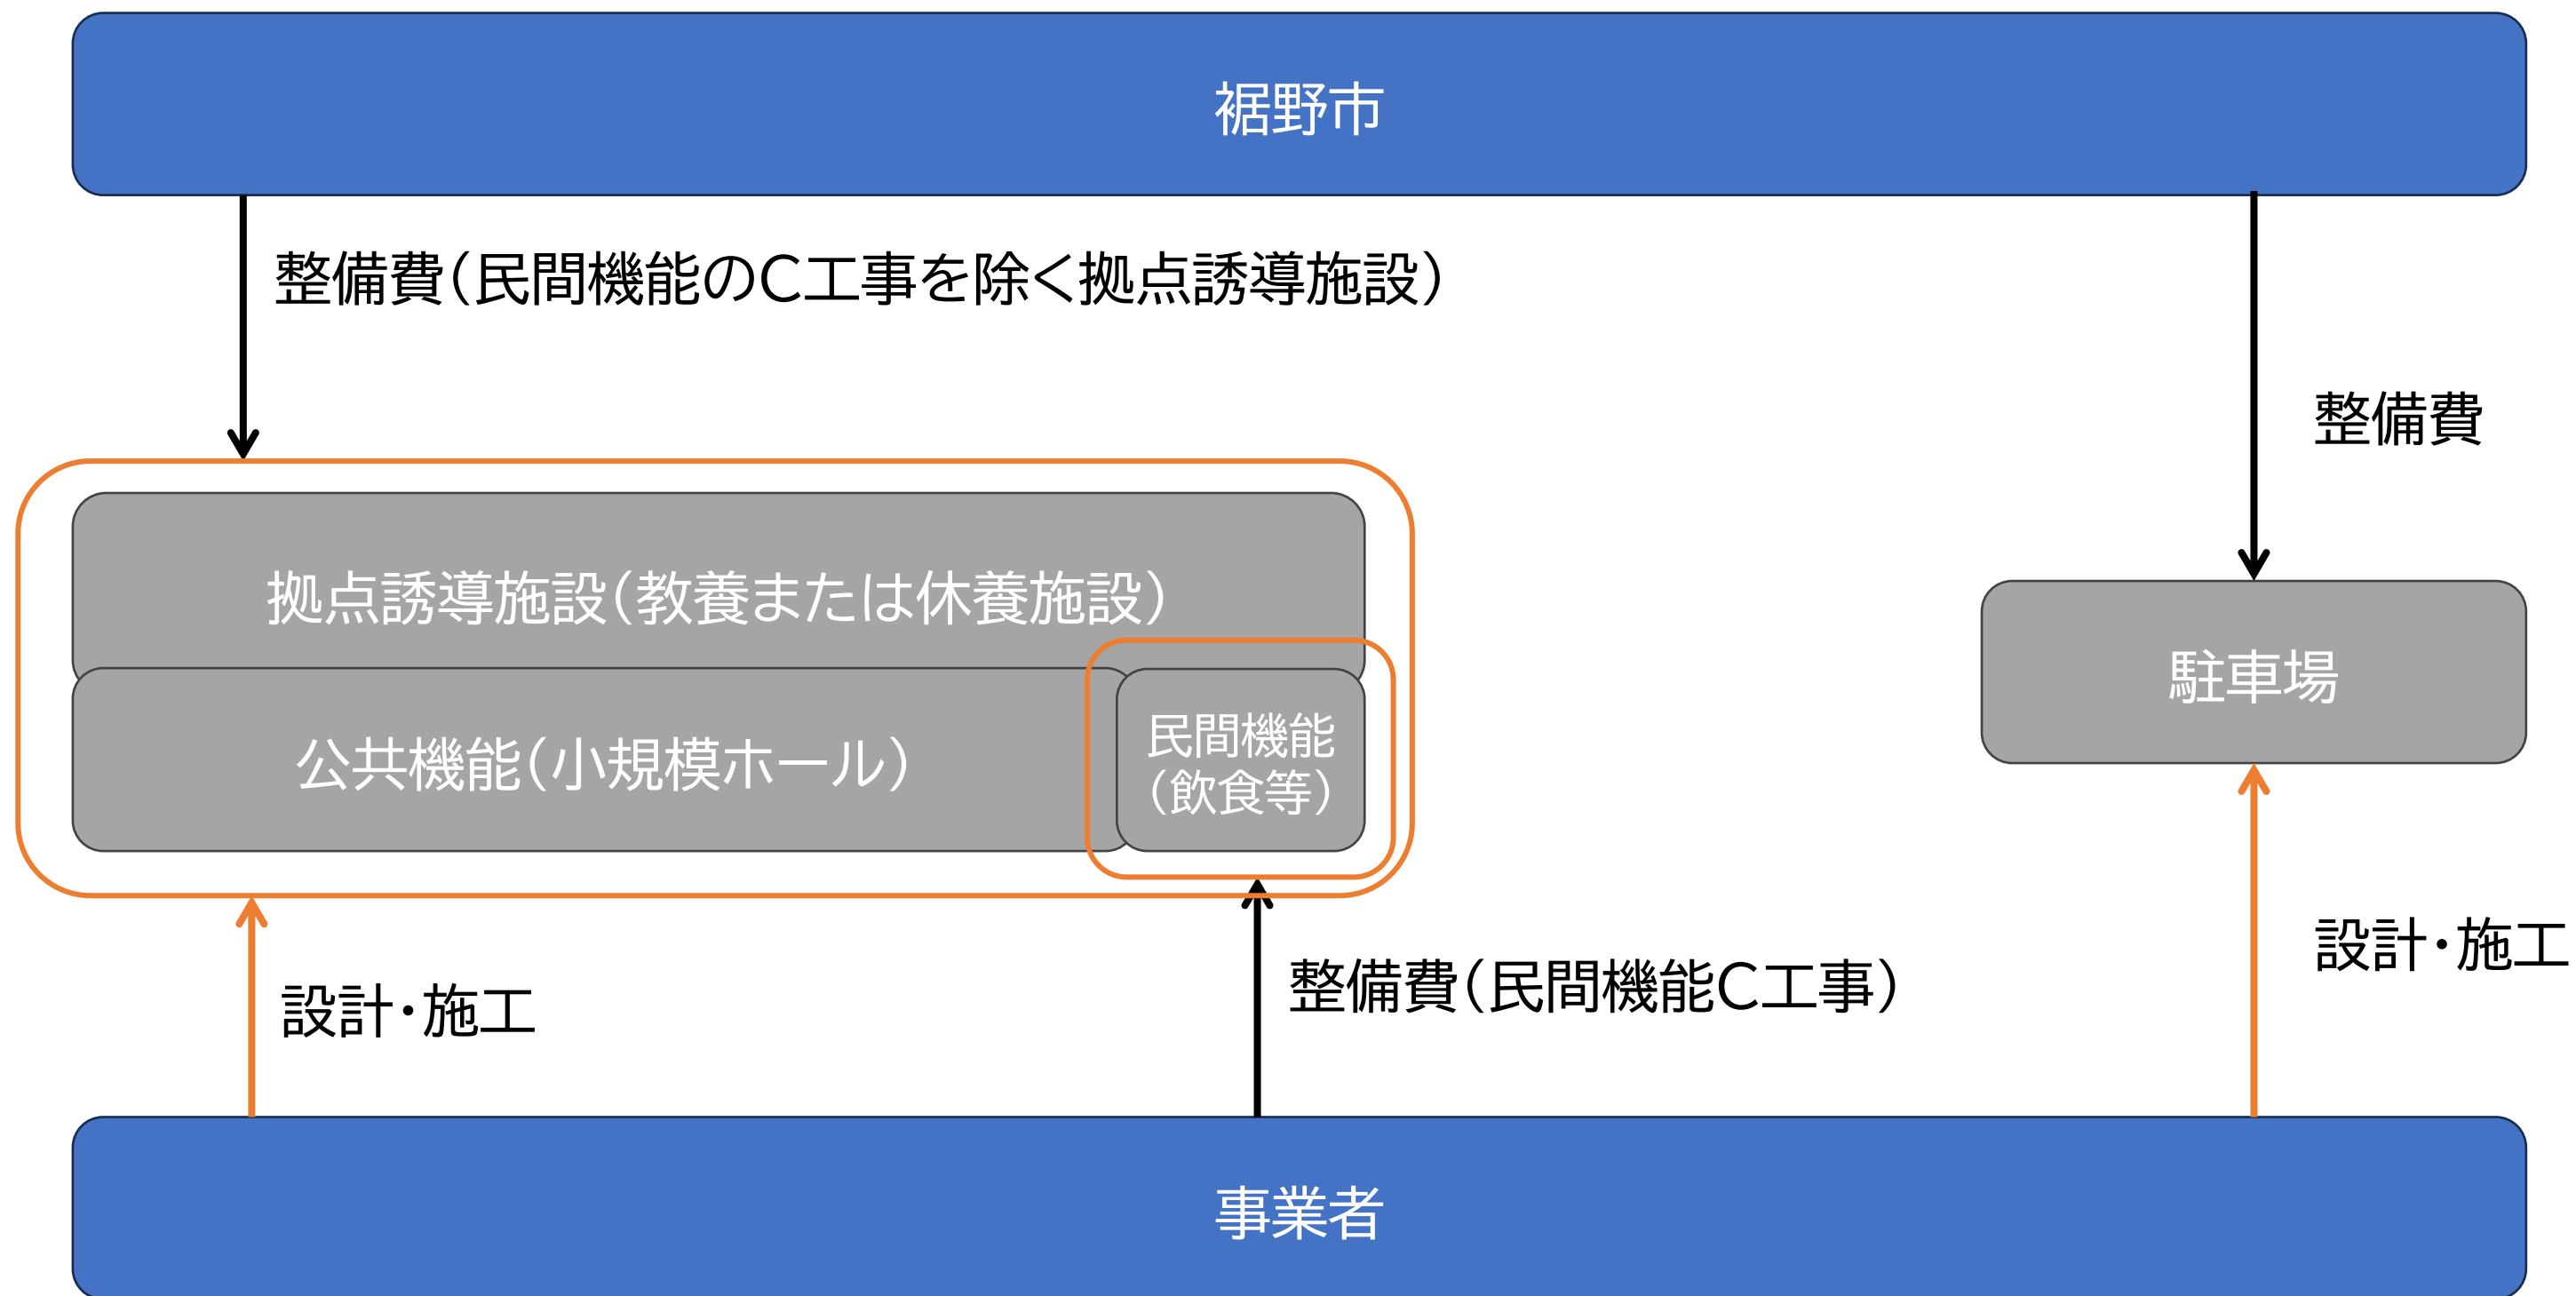 裾野市
整備費（民間機能のC工事を除く拠点誘導施設）
整備費
拠点誘導施設（教養または休養施設）
駐車場
公共機能（小規模ホール）
民間機能
（飲食等）
設計・施工
整備費（民間機能C工事）
設計・施工
事業者